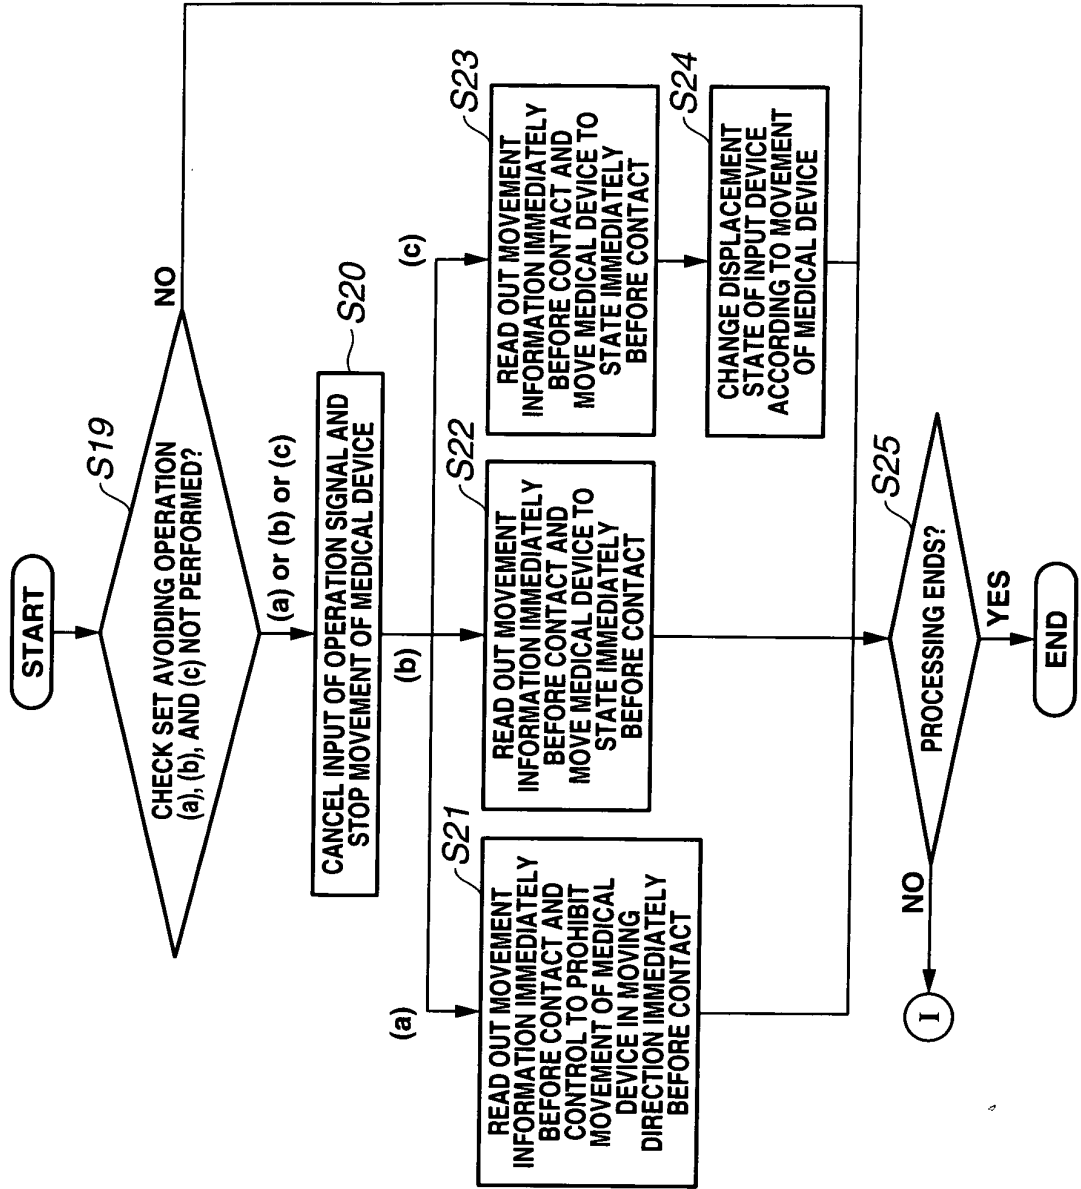 START
S19
CHECK SET AVOIDING OPERATION
(a), (b), AND (c) NOT PERFORMED?
NO
(a) or (b) or (c)
S20
CANCEL INPUT OF OPERATION SIGNAL AND
STOP MOVEMENT OF MEDICAL DEVICE
(a)
(b)
(c)
S21
READ OUT MOVEMENT
INFORMATION IMMEDIATELY
BEFORE CONTACT AND
CONTROL TO PROHIBIT
MOVEMENT OF MEDICAL
DEVICE IN MOVING
DIRECTION IMMEDIATELY
BEFORE CONTACT
S22
READ OUT MOVEMENT
INFORMATION IMMEDIATELY
BEFORE CONTACT AND
MOVE MEDICAL DEVICE TO
STATE IMMEDIATELY
BEFORE CONTACT
S23
READ OUT MOVEMENT
INFORMATION IMMEDIATELY
BEFORE CONTACT AND
MOVE MEDICAL DEVICE TO
STATE IMMEDIATELY
BEFORE CONTACT
S24
CHANGE DISPLACEMENT
STATE OF INPUT DEVICE
ACCORDING TO MOVEMENT
OF MEDICAL DEVICE
S25
PROCESSING ENDS?
NO
I
YES
END